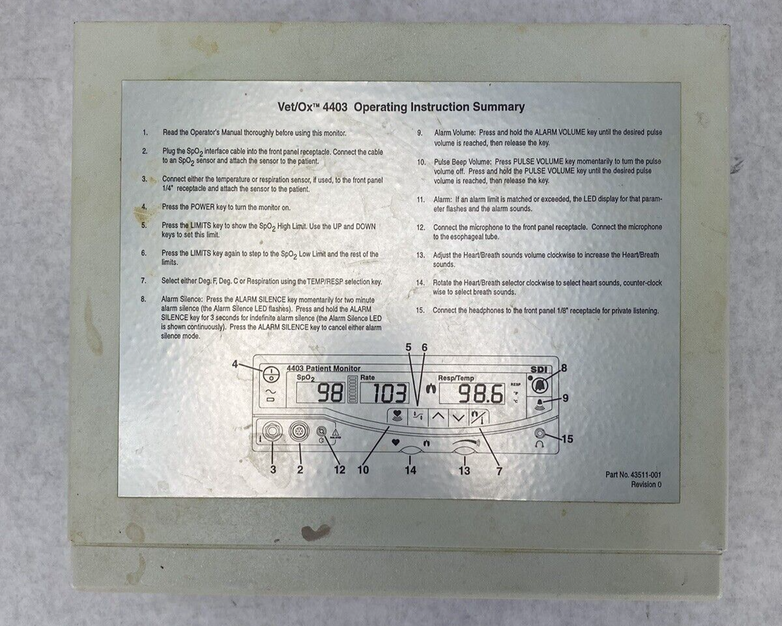 Vet/Ox™ 4403 Operating Instruction Summary
1. Read the Operator's Manual thoroughly before using this monitor.
2. Plug the SpO2 interface cable into the front panel receptacle. Connect the cable
to an SpO2 sensor and attach the sensor to the patient.
3. Connect either the temperature or respiration sensor, if used, to the front panel
1/4" receptacle and attach the sensor to the patient.
4. Press the POWER key to turn the monitor on.
5. Press the LIMITS key to show the SpO2 High Limit. Use the UP and DOWN
keys to set this limit.
6. Press the LIMITS key again to step to the SpO2 Low Limit and the rest of the
limits.
7. Select either Deg. F, Deg. C or Respiration using the TEMP/RESP selection key.
8. Alarm Silence: Press the ALARM SILENCE key momentarily for two minute
alarm silence (the Alarm Silence LED flashes). Press and hold the ALARM
SILENCE key for 3 seconds for indefinite alarm silence (the Alarm Silence LED
is shown continuously). Press the ALARM SILENCE key to cancel either alarm
silence mode.
9. Alarm Volume: Press and hold the ALARM VOLUME key until the desired pulse
volume is reached, then release the key.
10. Pulse Beep Volume: Press PULSE VOLUME key momentarily to turn the pulse
volume off. Press and hold the PULSE VOLUME key until desired pulse
volume is reached, then release the key.
11. Alarm: If an alarm limit is matched or exceeded, the LED display for that param-
eter flashes and the alarm sounds.
12. Connect the microphone to the front panel receptacle. Connect the microphone
to the esophageal tube.
13. Adjust the Heart/Breath sounds volume clockwise to increase the Heart/Breath
sounds.
14. Rotate the Heart/Breath selector clockwise to select heart sounds, counter-clock
wise to select breath sounds.
15. Connect the headphones to the front panel 1/8" receptacle for private listening.
5 6
4
4403 Patient Monitor
SDI
8
SpO2
Rate
Resp/Temp
98
103
98.6
RESP
°F
°C
9
15
3 2 12 10 14 13 7
Part No. 43511-001
Revision 0